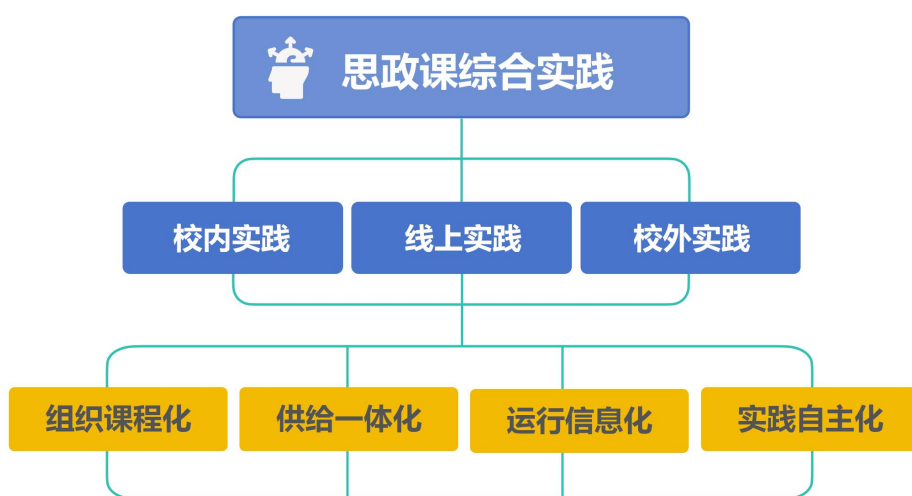 思政课综合实践
校内实践
线上实践
校外实践
组织课程化
供给一体化
运行信息化
实践自主化